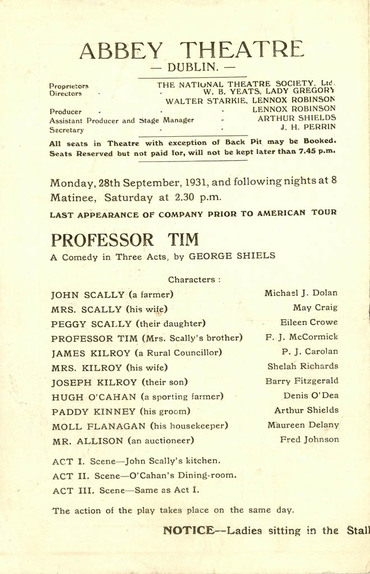 ABBEY THEATRE
— DUBLIN. —
Proprietors THE NATIONAL THEATRE SOCIETY, Ltd.
Directors - - W. B. YEATS, LADY GREGORY
WALTER STARKIE, LENNOX ROBINSON
Producer - - LENNOX ROBINSON
Assistant Producer and Stage Manager - ARTHUR SHIELDS
Secretary - - J. H. PERRIN
All seats in Theatre with exception of Back Pit may be Booked.
Seats Reserved but not paid for, will not be kept later than 7.45 p.m.
Monday, 28th September, 1931, and following nights at 8
Matinee, Saturday at 2.30 p.m.
LAST APPEARANCE OF COMPANY PRIOR TO AMERICAN TOUR
PROFESSOR TIM
A Comedy in Three Acts, by GEORGE SHIELS
Characters :
JOHN SCALLY (a farmer) Michael J. Dolan
MRS. SCALLY (his wife) May Craig
PEGGY SCALLY (their daughter) Eileen Crowe
PROFESSOR TIM (Mrs. Scally's brother) F. J. McCormick
JAMES KILROY (a Rural Councillor) P. J. Carolan
MRS. KILROY (his wife) Shelah Richards
JOSEPH KILROY (their son) Barry Fitzgerald
HUGH O'CAHAN (a sporting farmer) Denis O'Dea
PADDY KINNEY (his groom) Arthur Shields
MOLL FLANAGAN (his housekeeper) Maureen Delany
MR. ALLISON (an auctioneer) Fred Johnson
ACT I. Scene—John Scally's kitchen.
ACT II. Scene—O'Cahan's Dining-room.
ACT III. Scene—Same as Act I.
The action of the play takes place on the same day.
NOTICE--Ladies sitting in the Stall